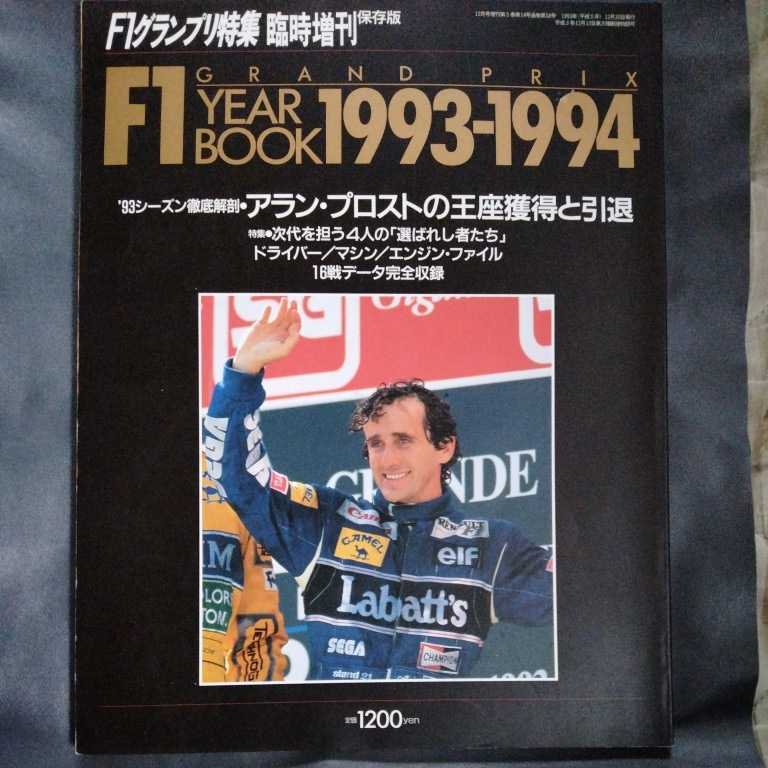 F1グランプリ特集 臨時増刊 保存版
GRAND PRIX
F1 YEAR BOOK 1993-1994
'93シーズン徹底解剖・アラン・プロストの王座獲得と引退
特集●次代を担う4人の「選ばれし者たち」
ドライバー/マシン/エンジン・ファイル
16戦データ完全収録
GRANDE
Canon
RENAULT
CAMEL
elf
Labatt's
SEGA
CHAMPION
stand 21
定価1200yen